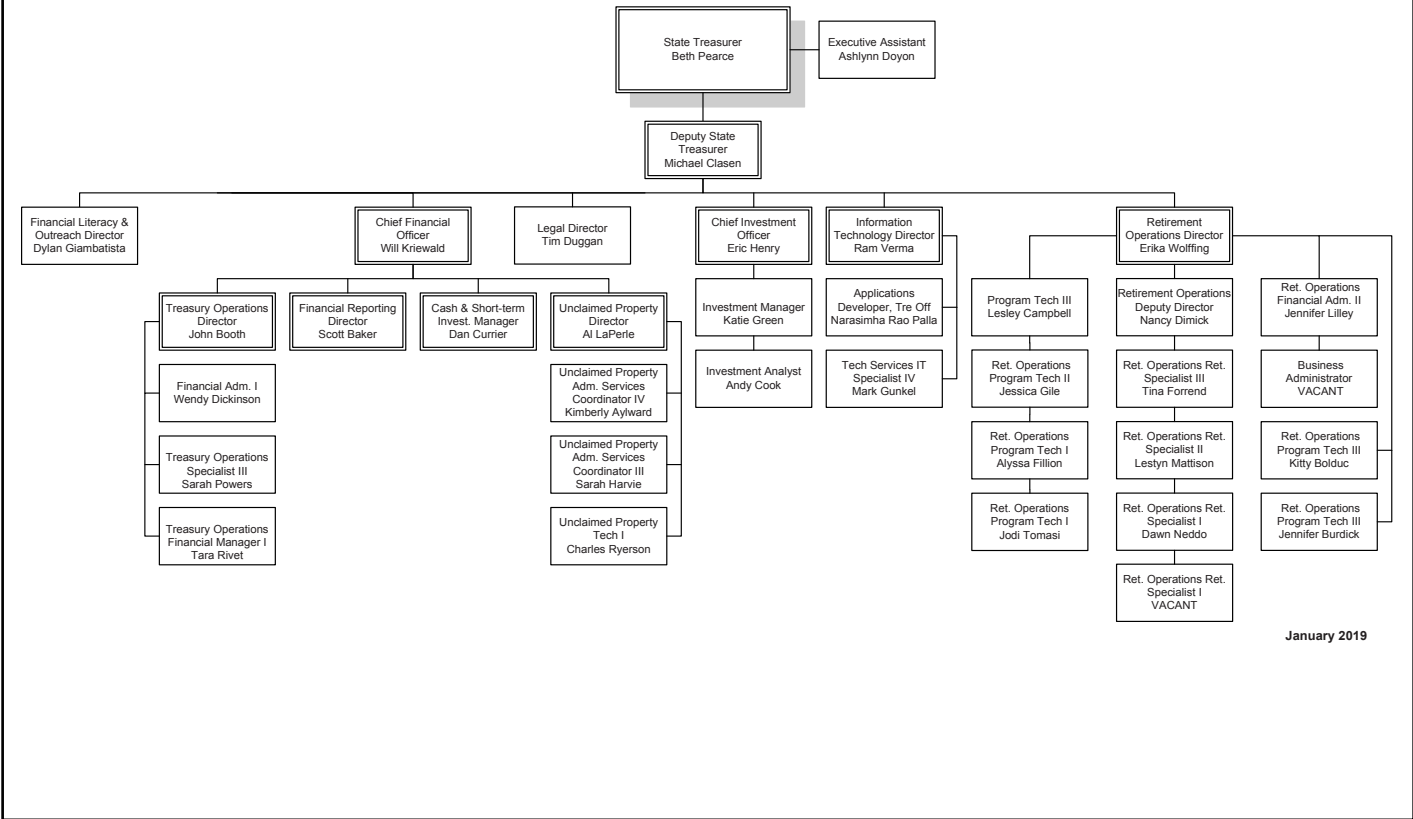 State Treasurer
Beth Pearce
Executive Assistant
Ashlynn Doyon
Deputy State
Treasurer
Michael Clasen
Financial Literacy &
Outreach Director
Dylan Giambatista
Chief Financial
Officer
Will Kriewald
Legal Director
Tim Duggan
Chief Investment
Officer
Eric Henry
Information
Technology Director
Ram Verma
Retirement
Operations Director
Erika Wolffing
Treasury Operations
Director
John Booth
Financial Reporting
Director
Scott Baker
Cash & Short-term
Invest. Manager
Dan Currier
Unclaimed Property
Director
Al LaPerle
Investment Manager
Katie Green
Applications
Developer, Tre Off
Narasimha Rao Palla
Program Tech III
Lesley Campbell
Retirement Operations
Deputy Director
Nancy Dimick
Ret. Operations
Financial Adm. II
Jennifer Lilley
Financial Adm. I
Wendy Dickinson
Unclaimed Property
Adm. Services
Coordinator IV
Kimberly Aylward
Investment Analyst
Andy Cook
Tech Services IT
Specialist IV
Mark Gunkel
Ret. Operations
Program Tech II
Jessica Gile
Ret. Operations Ret.
Specialist III
Tina Forrend
Business
Administrator
VACANT
Treasury Operations
Specialist III
Sarah Powers
Unclaimed Property
Adm. Services
Coordinator III
Sarah Harvie
Ret. Operations
Program Tech I
Alyssa Fillion
Ret. Operations Ret.
Specialist II
Lestyn Mattison
Ret. Operations
Program Tech III
Kitty Bolduc
Treasury Operations
Financial Manager I
Tara Rivet
Unclaimed Property
Tech I
Charles Ryerson
Ret. Operations
Program Tech I
Jodi Tomasi
Ret. Operations Ret.
Specialist I
Dawn Neddo
Ret. Operations
Program Tech III
Jennifer Burdick
Ret. Operations Ret.
Specialist I
VACANT
January 2019